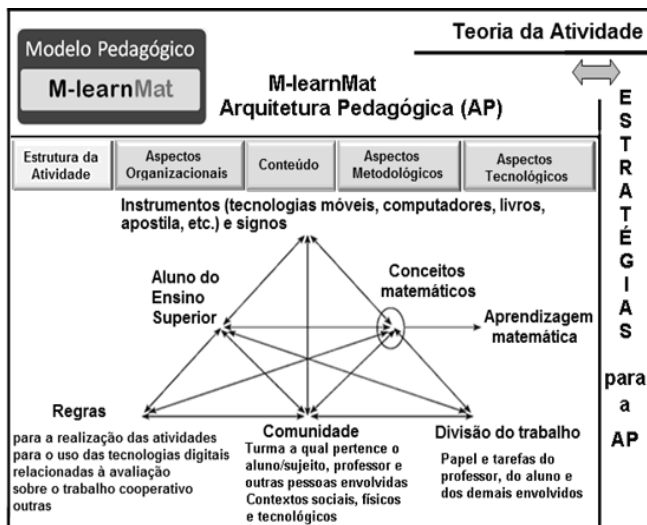 Teoria da Atividade
Modelo Pedagógico
M-learnMat
M-learnMat
Arquitetura Pedagógica (AP)
Estrutura da
Atividade
Aspectos
Organizacionais
Conteúdo
Aspectos
Metodológicos
Aspectos
Tecnológicos
Instrumentos (tecnologias móveis, computadores, livros,
apostila, etc.) e signos
Aluno do
Ensino
Superior
Conceitos
matemáticos
Aprendizagem
matemática
Regras
para a realização das atividades
para o uso das tecnologias digitais
relacionadas à avaliação
sobre o trabalho cooperativo
outras
Comunidade
Turma a qual pertence o
aluno/sujeito, professor e
outras pessoas envolvidas
Contextos sociais, físicos
e tecnológicos
Divisão do trabalho
Papel e tarefas do
professor, do aluno e
dos demais envolvidos
ESTRATÉGIAS
para
a
AP